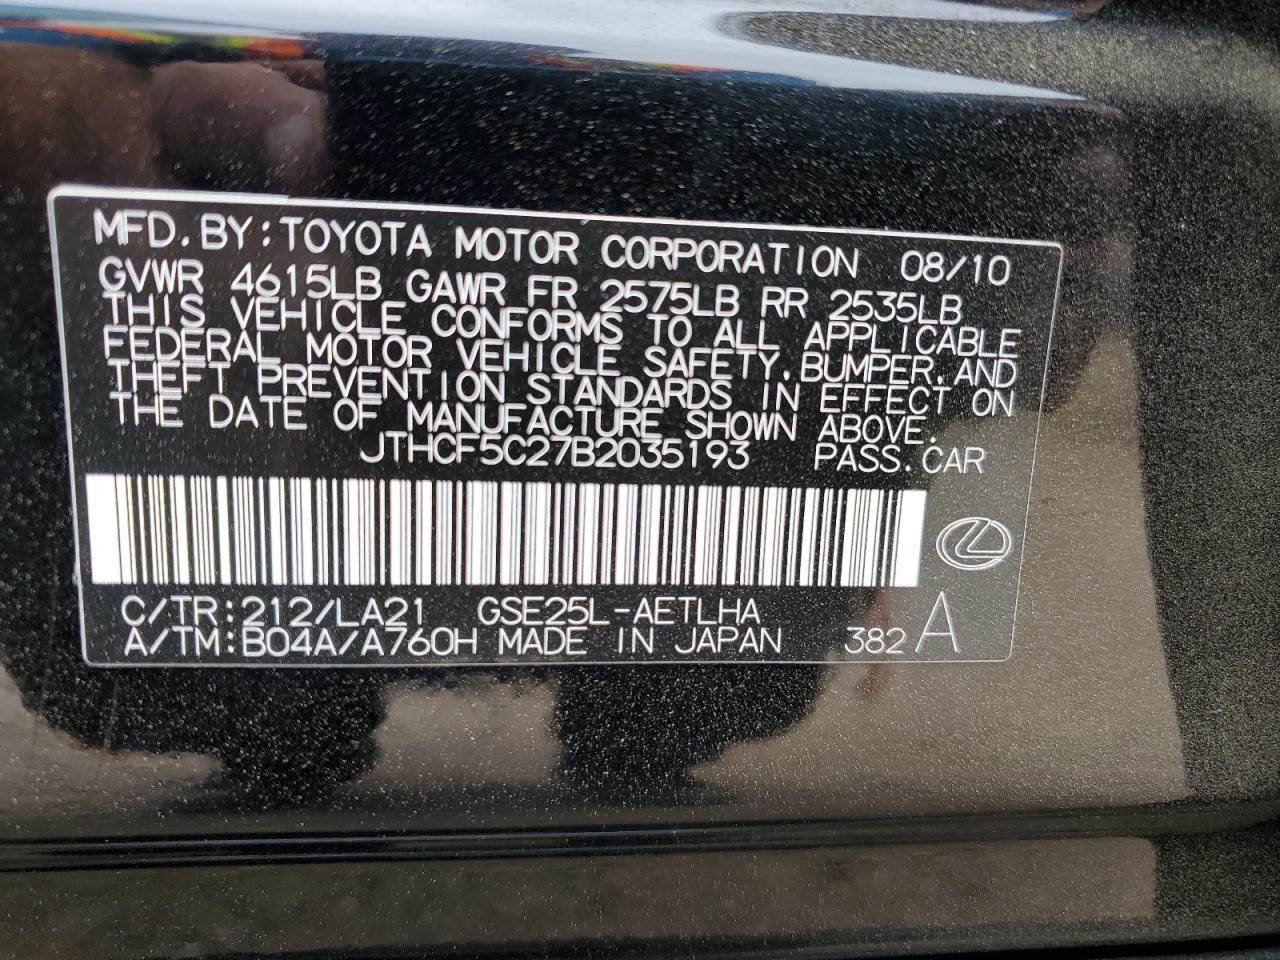 MFD. BY: TOYOTA MOTOR CORPORATION 08/10
GVWR 4615LB GAWR FR 2575LB RR 2535LB
THIS VEHICLE CONFORMS TO ALL APPLICABLE
FEDERAL MOTOR VEHICLE SAFETY, BUMPER, AND
THEFT PREVENTION STANDARDS IN EFFECT ON
THE DATE OF MANUFACTURE SHOWN ABOVE.
JTHCF5C27B2035193 PASS. CAR
C/TR: 212/LA21 GSE25L-AETLHA
A/TM: B04A/A760H MADE IN JAPAN 382 A